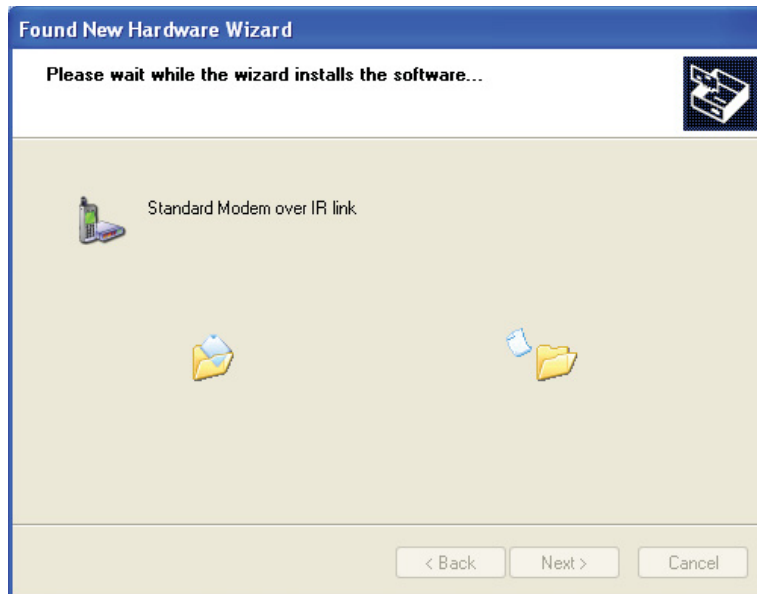 Found New Hardware Wizard
Please wait while the wizard installs the software...
Standard Modem over IR link
< Back
Next >
Cancel